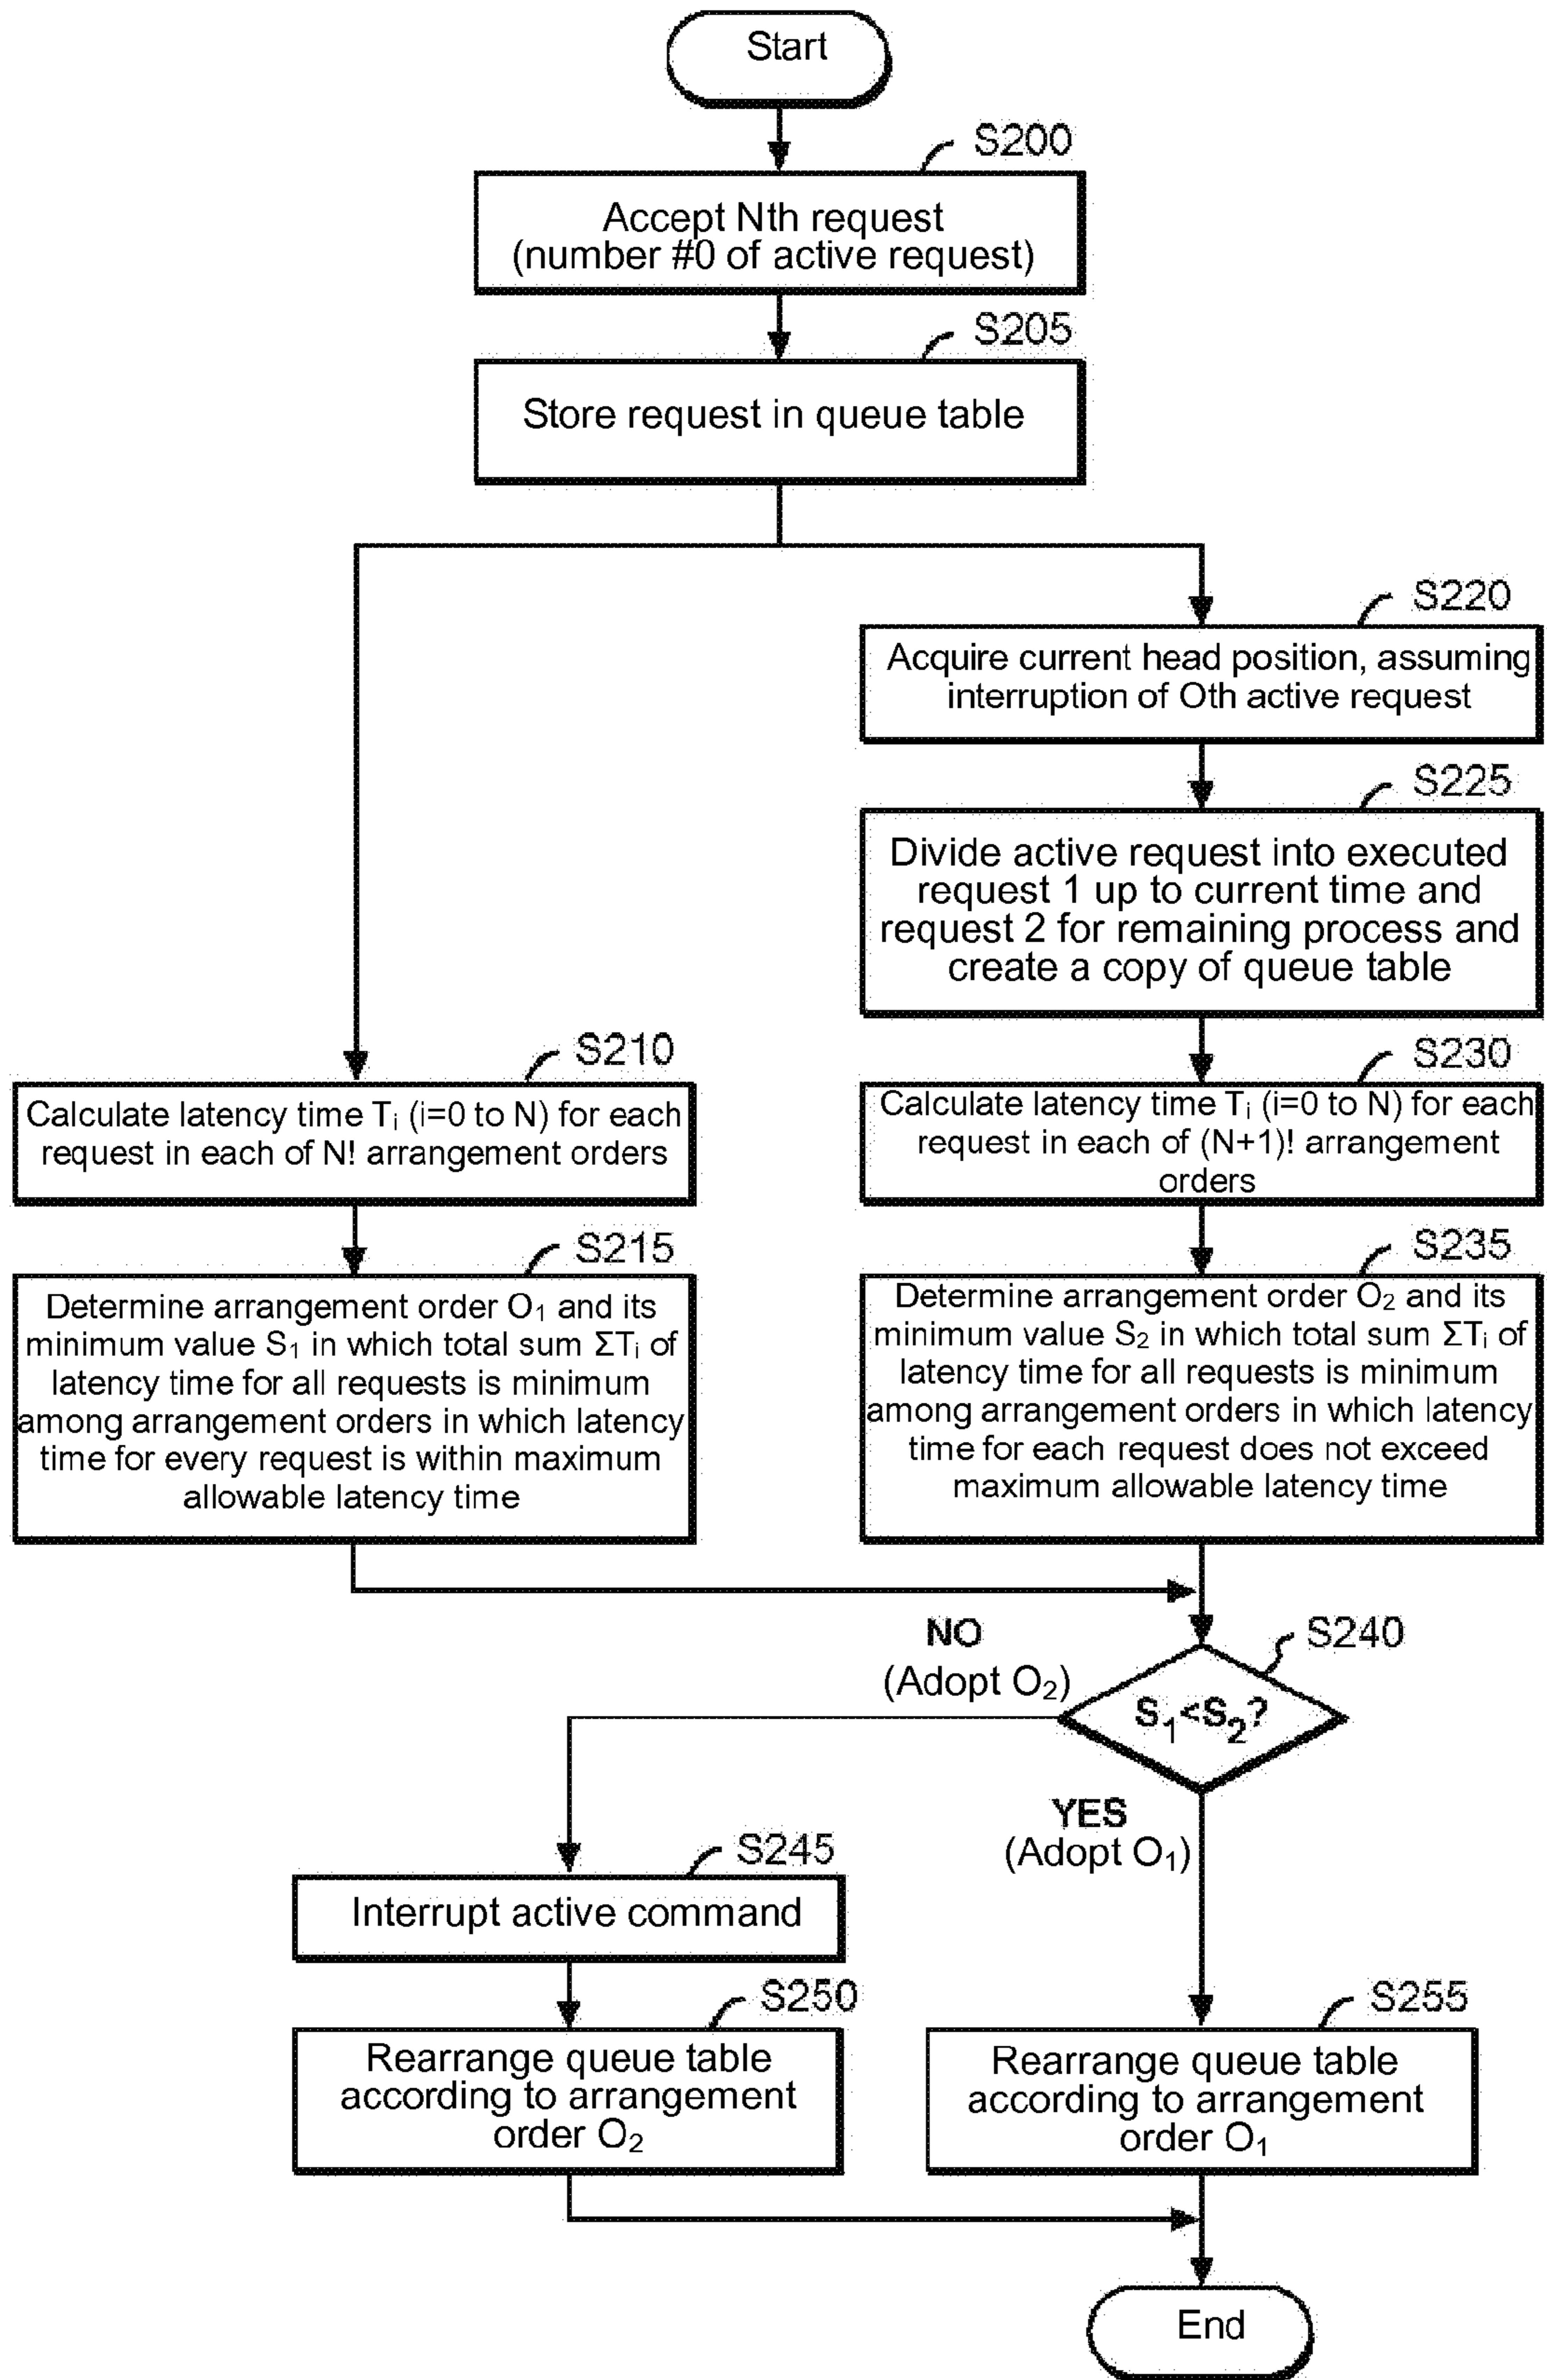 Start
S200
Accept Nth request
(number #0 of active request)
S205
Store request in queue table
S220
Acquire current head position, assuming
interruption of Oth active request
S225
Divide active request into executed
request 1 up to current time and
request 2 for remaining process and
create a copy of queue table
S210
Calculate latency time Tᵢ (i=0 to N) for each
request in each of N! arrangement orders
S230
Calculate latency time Tᵢ (i=0 to N) for each
request in each of (N+1)! arrangement
orders
S215
Determine arrangement order O₁ and its
minimum value S₁ in which total sum ΣTᵢ of
latency time for all requests is minimum
among arrangement orders in which latency
time for every request is within maximum
allowable latency time
S235
Determine arrangement order O₂ and its
minimum value S₂ in which total sum ΣTᵢ of
latency time for all requests is minimum
among arrangement orders in which latency
time for each request does not exceed
maximum allowable latency time
S240
S₁<S₂?
NO
(Adopt O₂)
YES
(Adopt O₁)
S245
Interrupt active command
S250
Rearrange queue table
according to arrangement
order O₂
S255
Rearrange queue table
according to arrangement
order O₁
End